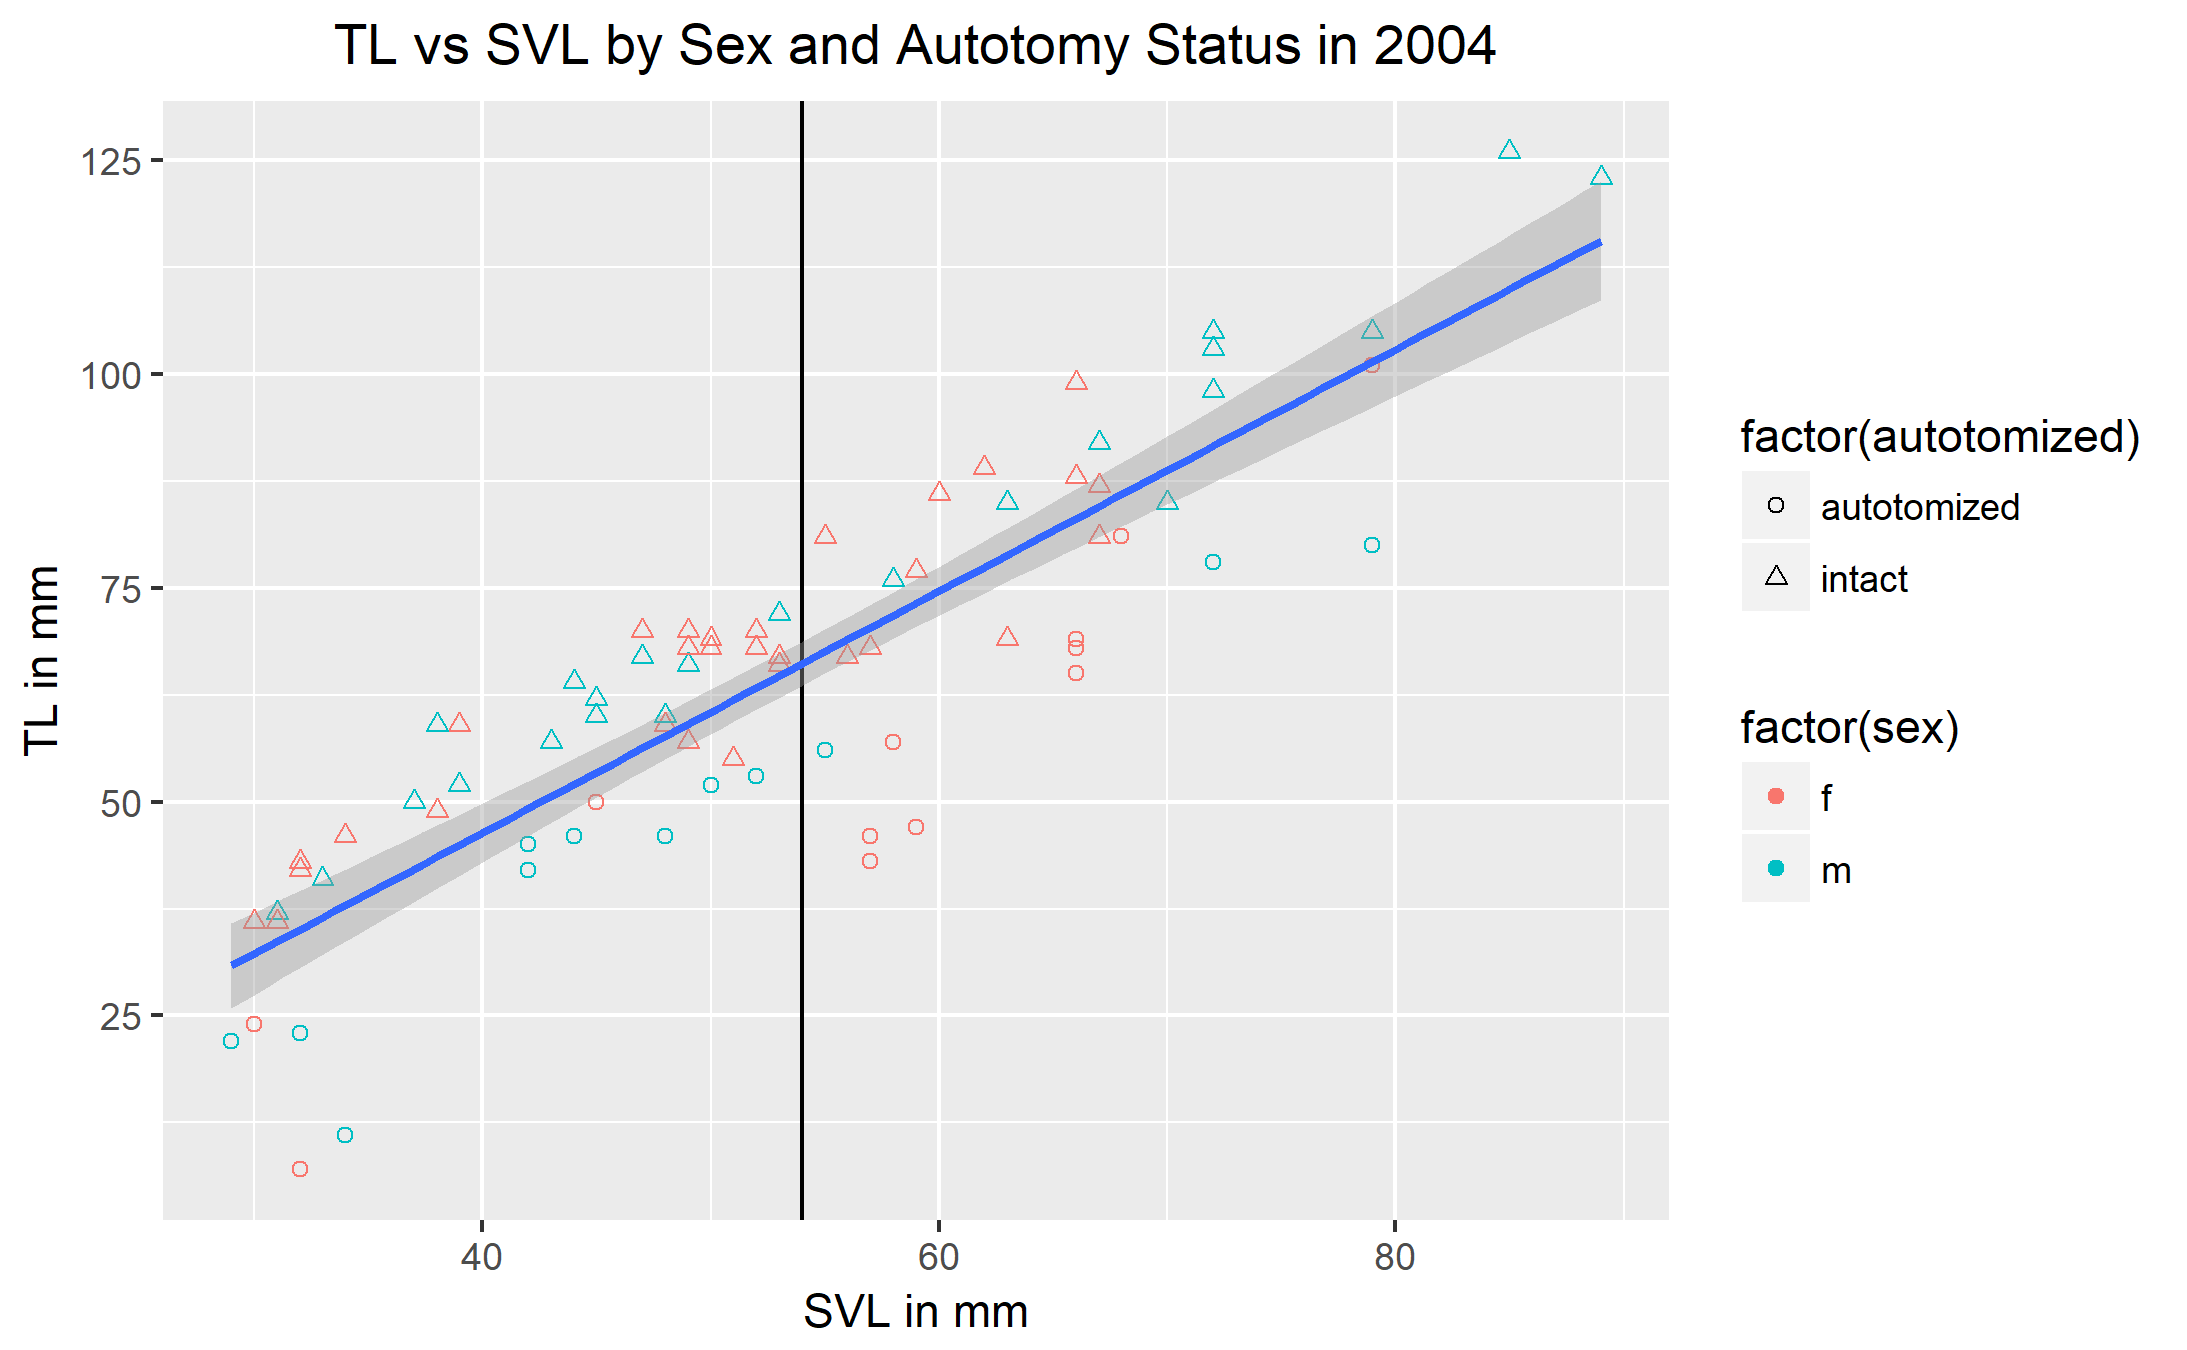 TL vs SVL by Sex and Autotomy Status in 2004
125
100
75
50
25
TL in mm
40 60 80
SVL in mm
factor(autotomized)
autotomized
intact
factor(sex)
f
m